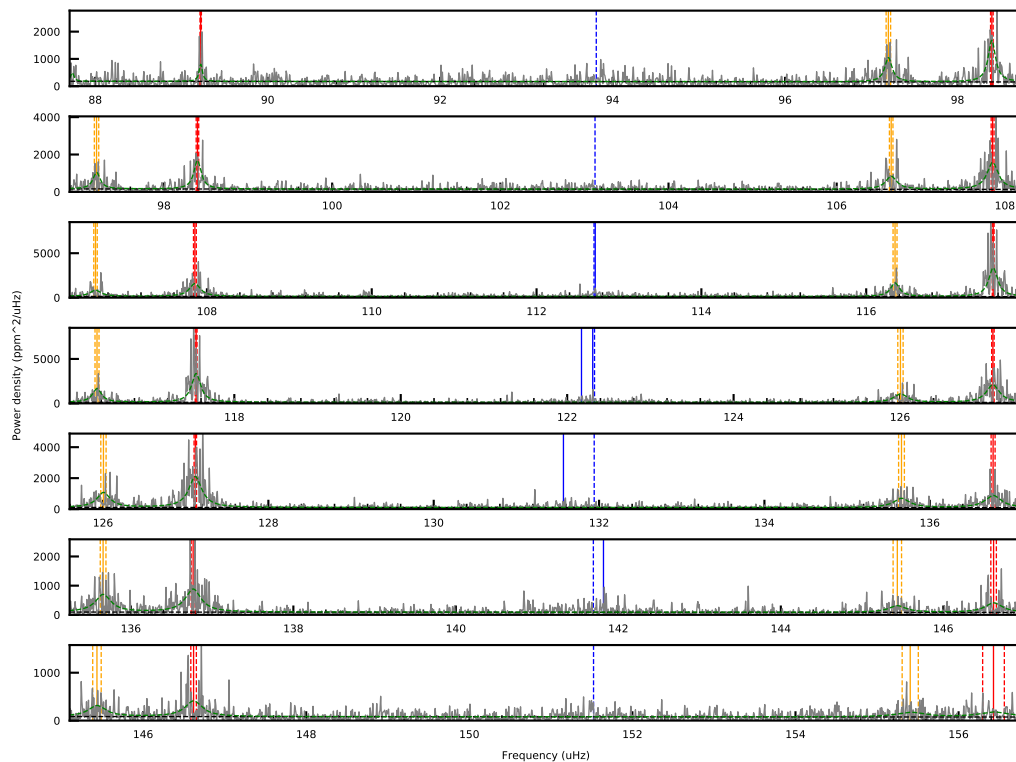 2000
1000
0
88 90 92 94 96 98
4000
2000
0
98 100 102 104 106 108
5000
0
108 110 112 114 116
Power density (ppm^2/uHz)
5000
0
118 120 122 124 126
4000
2000
0
126 128 130 132 134 136
2000
1000
0
136 138 140 142 144 146
1000
0
146 148 150 152 154 156
Frequency (uHz)